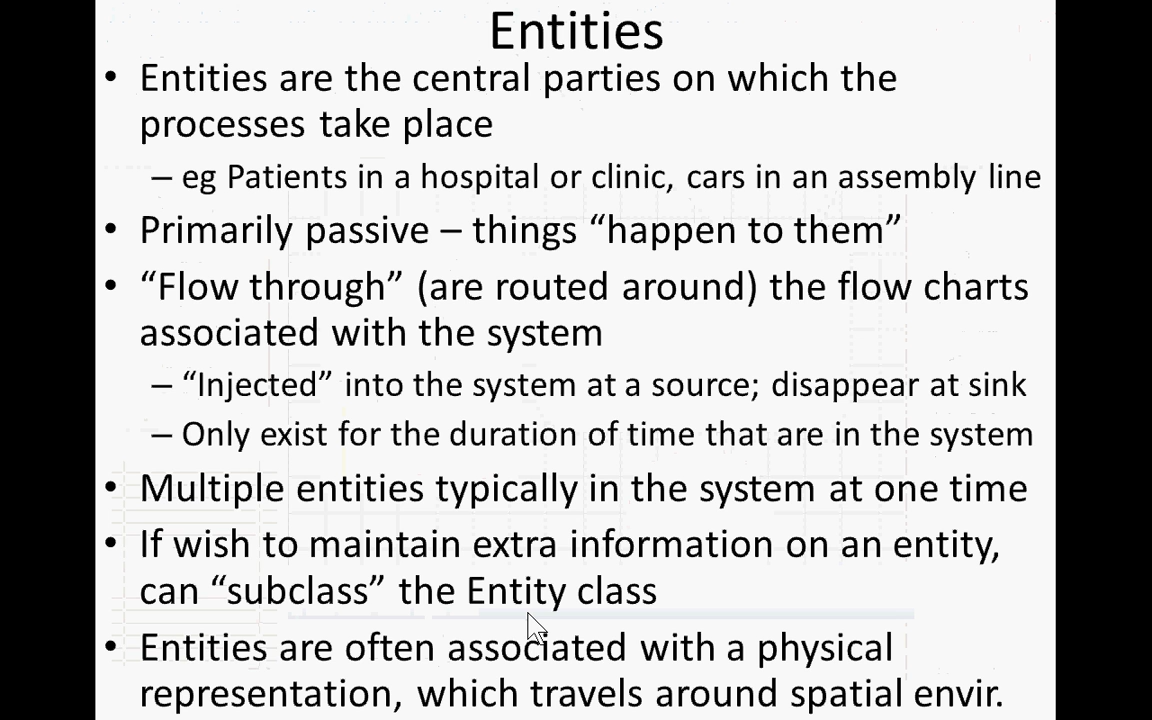 Entities
• Entities are the central parties on which the
processes take place
– eg Patients in a hospital or clinic, cars in an assembly line
• Primarily passive – things “happen to them”
• “Flow through” (are routed around) the flow charts
associated with the system
– “Injected” into the system at a source; disappear at sink
– Only exist for the duration of time that are in the system
• Multiple entities typically in the system at one time
• If wish to maintain extra information on an entity,
can “subclass” the Entity class
• Entities are often associated with a physical
representation, which travels around spatial envir.